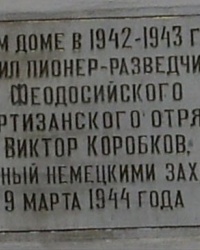 М ДОМЕ В 1942-1943 Г
ИЛ ПИОНЕР-РАЗВЕДЧИ
ФЕОДОСИЙСКОГО
РТИЗАНСКОГО ОТРЯ
ВИКТОР КОРОБКОВ,
НЫЙ НЕМЕЦКИМИ ЗАХ
9 МАРТА 1944 ГОДА